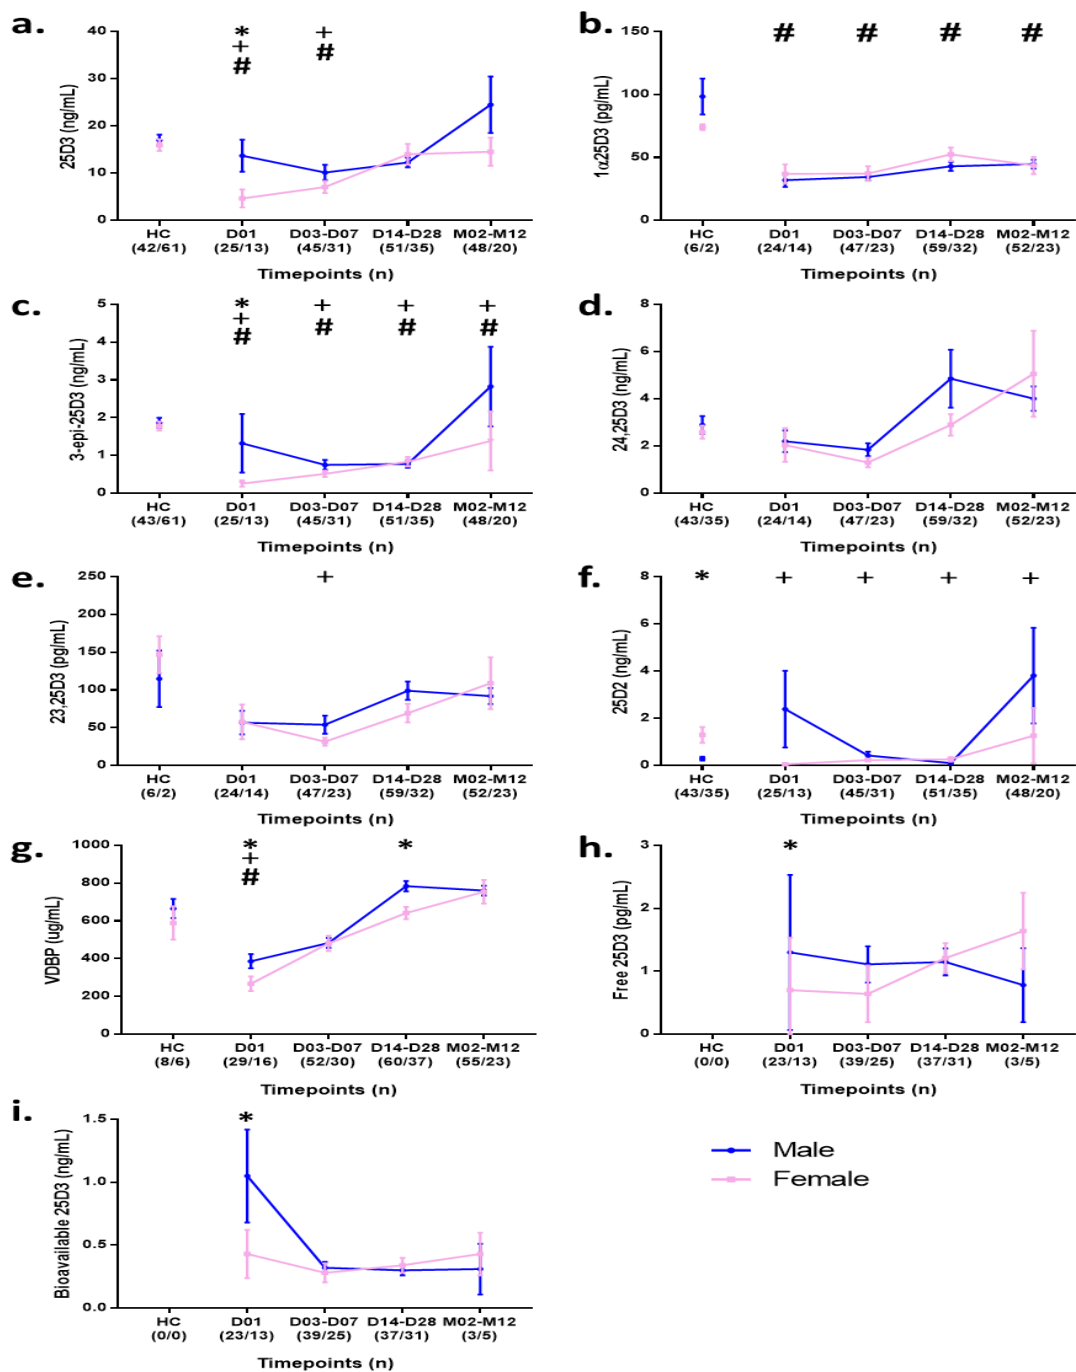 a.
* +
+ #
#
40
30
20
10
0
25D3 (ng/mL)
HC D01 D03-D07 D14-D28 M02-M12
(42/61) (25/13) (45/31) (51/35) (48/20)
Timepoints (n)
b.
# # # #
150
100
50
0
1α25D3 (pg/mL)
HC D01 D03-D07 D14-D28 M02-M12
(6/2) (24/14) (47/23) (59/32) (52/23)
Timepoints (n)
c.
* + + +
+ # # #
#
5
4
3
2
1
0
3-epi-25D3 (ng/mL)
HC D01 D03-D07 D14-D28 M02-M12
(43/61) (25/13) (45/31) (51/35) (48/20)
Timepoints (n)
d.
8
6
4
2
0
24,25D3 (ng/mL)
HC D01 D03-D07 D14-D28 M02-M12
(43/35) (24/14) (47/23) (59/32) (52/23)
Timepoints (n)
e.
+
250
200
150
100
50
0
23,25D3 (pg/mL)
HC D01 D03-D07 D14-D28 M02-M12
(6/2) (24/14) (47/23) (59/32) (52/23)
Timepoints (n)
f.
* + + + +
8
6
4
2
0
25D2 (ng/mL)
HC D01 D03-D07 D14-D28 M02-M12
(43/35) (25/13) (45/31) (51/35) (48/20)
Timepoints (n)
g.
* *
+
#
1000
800
600
400
200
0
VDBP (ug/mL)
HC D01 D03-D07 D14-D28 M02-M12
(8/6) (29/16) (52/30) (60/37) (55/23)
Timepoints (n)
h.
*
3
2
1
0
Free 25D3 (pg/mL)
HC D01 D03-D07 D14-D28 M02-M12
(0/0) (23/13) (39/25) (37/31) (3/5)
Timepoints (n)
i.
*
1.5
1.0
0.5
0.0
Bioavailable 25D3 (ng/mL)
HC D01 D03-D07 D14-D28 M02-M12
(0/0) (23/13) (39/25) (37/31) (3/5)
Timepoints (n)
Male
Female